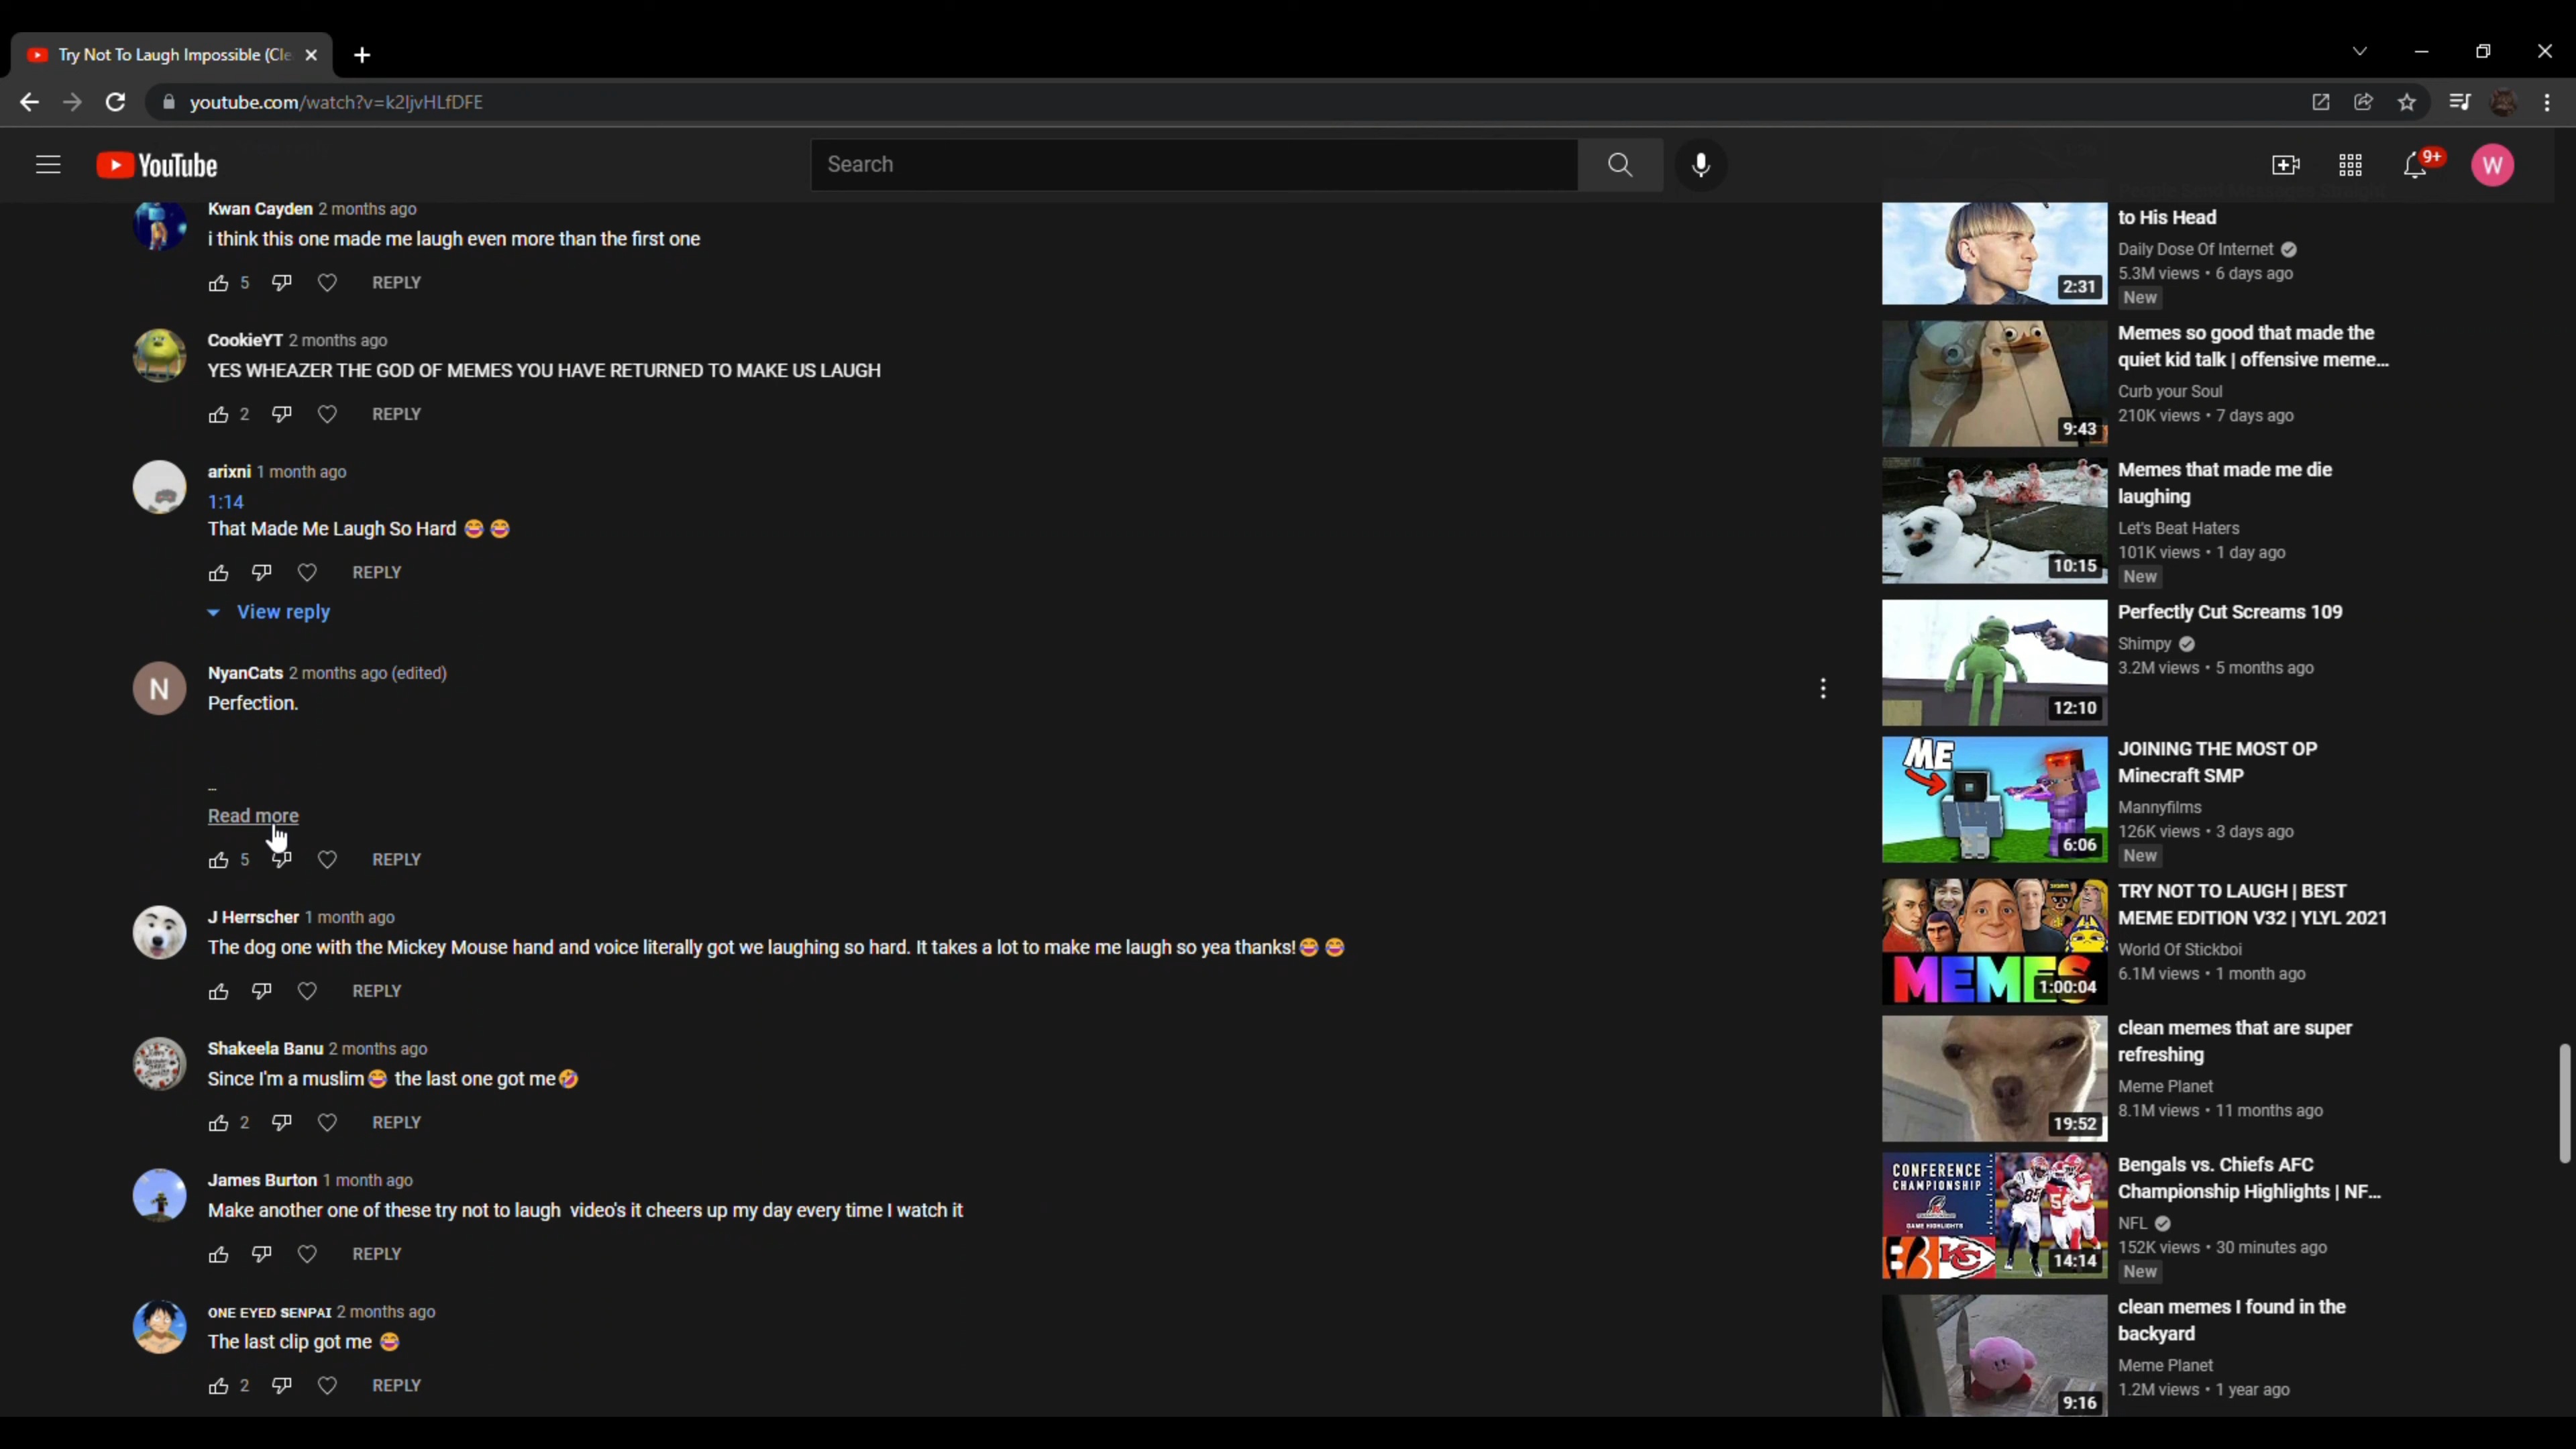 Try Not To Laugh Impossible (Cle
youtube.com/watch?v=k2ljvHLfDFE
YouTube
Search
9+
W
Kwan Cayden 2 months ago
i think this one made me laugh even more than the first one
5 REPLY
CookieYT 2 months ago
YES WHEAZER THE GOD OF MEMES YOU HAVE RETURNED TO MAKE US LAUGH
2 REPLY
arixni 1 month ago
1:14
That Made Me Laugh So Hard 😂 😂
REPLY
View reply
N
NyanCats 2 months ago (edited)
Perfection.
..
Read more
5 REPLY
J Herrscher 1 month ago
The dog one with the Mickey Mouse hand and voice literally got we laughing so hard. It takes a lot to make me laugh so yea thanks!😂 😂
REPLY
Shakeela Banu 2 months ago
Since I'm a muslim😂 the last one got me🤣
2 REPLY
James Burton 1 month ago
Make another one of these try not to laugh video's it cheers up my day every time I watch it
REPLY
ONE EYED SENPAI 2 months ago
The last clip got me 😂
2 REPLY
to His Head
Daily Dose Of Internet
5.3M views • 6 days ago
New
2:31
Memes so good that made the
quiet kid talk | offensive meme...
Curb your Soul
210K views • 7 days ago
9:43
Memes that made me die
laughing
Let's Beat Haters
101K views • 1 day ago
New
10:15
Perfectly Cut Screams 109
Shimpy
3.2M views • 5 months ago
12:10
JOINING THE MOST OP
Minecraft SMP
Mannyfilms
126K views • 3 days ago
New
ME
6:06
TRY NOT TO LAUGH | BEST
MEME EDITION V32 | YLYL 2021
World Of Stickboi
6.1M views • 1 month ago
MEMES
1:00:04
clean memes that are super
refreshing
Meme Planet
8.1M views • 11 months ago
19:52
Bengals vs. Chiefs AFC
Championship Highlights | NF...
NFL
152K views • 30 minutes ago
New
CONFERENCE
CHAMPIONSHIP
GAME HIGHLIGHTS
85
KC
14:14
clean memes I found in the
backyard
Meme Planet
1.2M views • 1 year ago
9:16